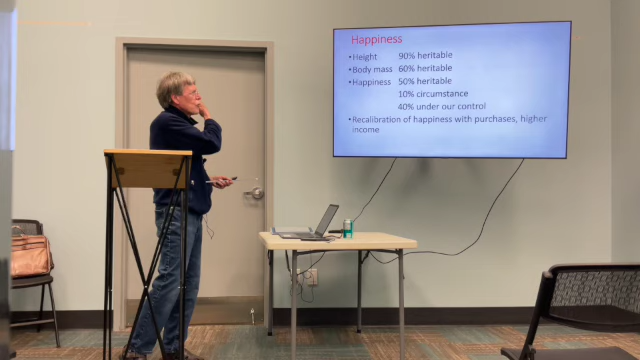 Happiness
•Height 90% heritable
•Body mass 60% heritable
•Happiness 50% heritable
10% circumstance
40% under our control
•Recalibration of happiness with purchases, higher
income